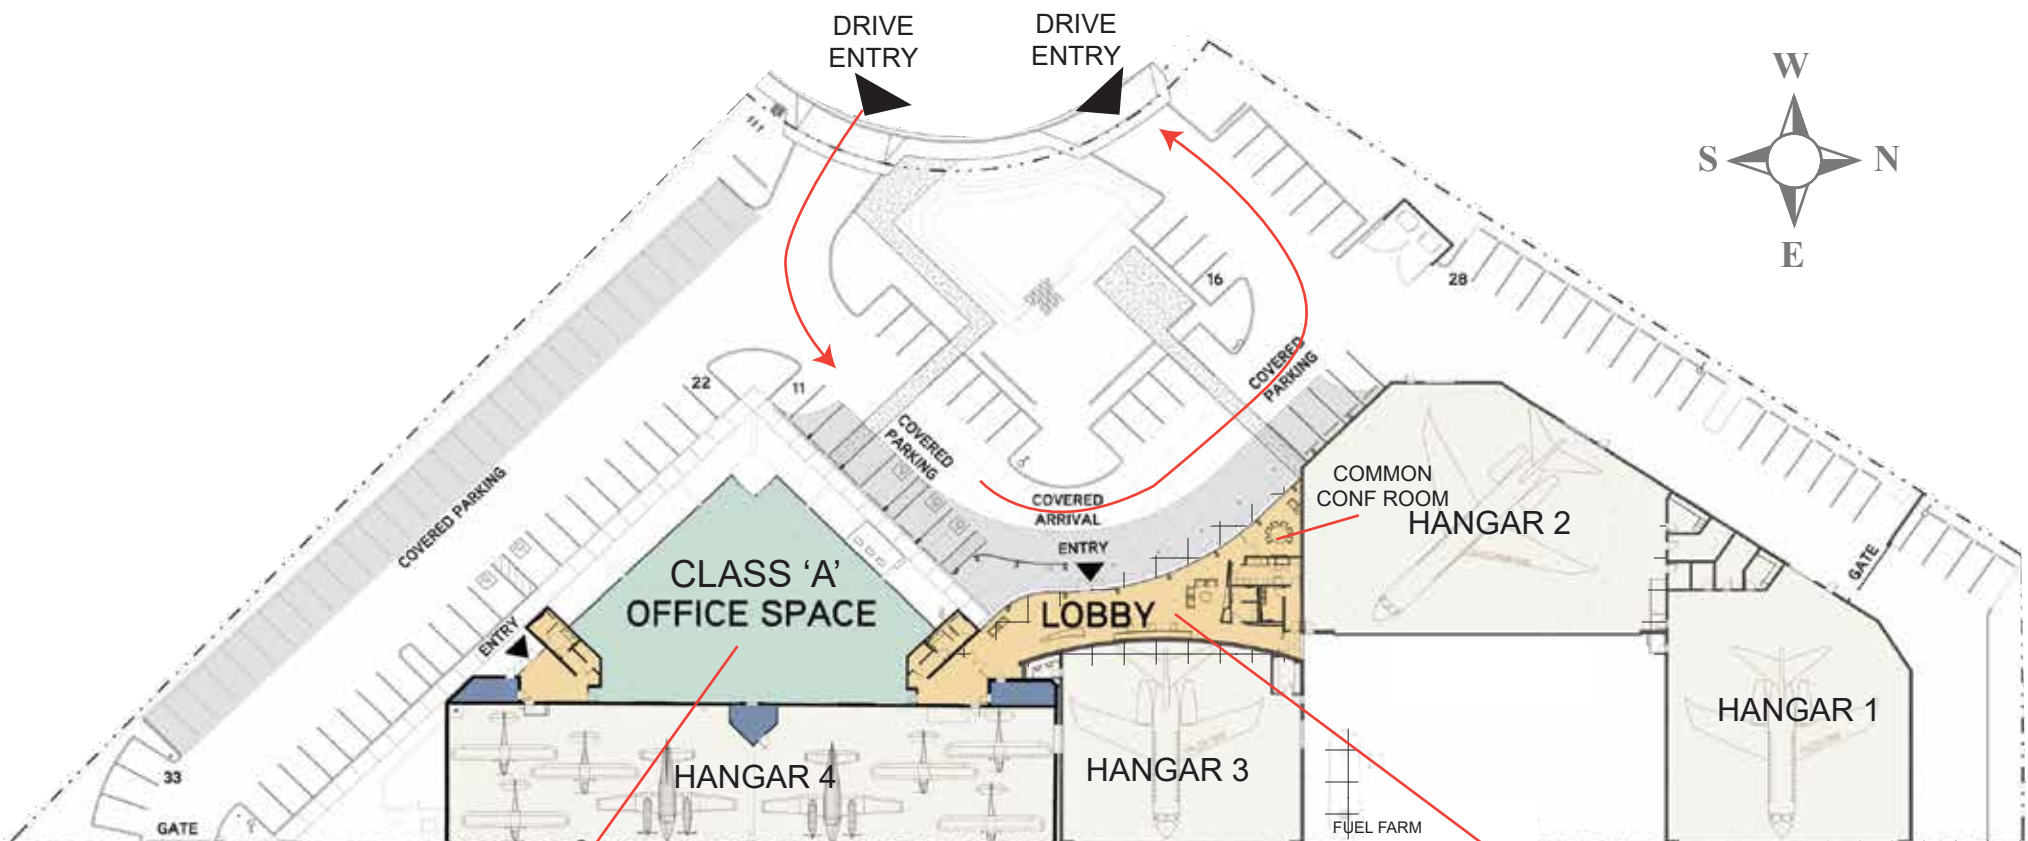 DRIVE
ENTRY
DRIVE
ENTRY
W
S
N
E
16
28
22
11
COVERED
PARKING
COVERED
PARKING
COVERED PARKING
COVERED
ARRIVAL
ENTRY
COMMON
CONF ROOM
HANGAR 2
GATE
CLASS ‘A’
OFFICE SPACE
LOBBY
ENTRY
HANGAR 1
HANGAR 4
HANGAR 3
33
GATE
FUEL FARM